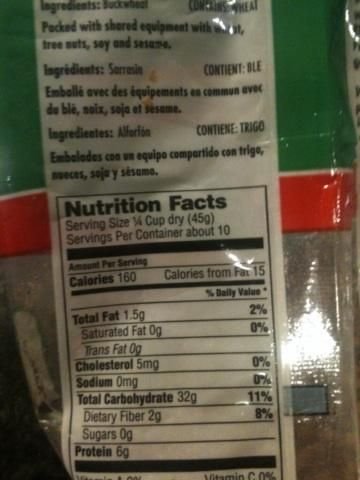 Ingredients: Buckwheat CONTAINS: WHEAT
Packed with shared equipment with wheat,
tree nuts, soy and sesame.
Ingrédients: Sarrasin CONTIENT: BLE
Emballé avec des équipements en commun avec
du blé, noix, soja et sésame.
Ingredientes: Alforfón CONTIENE: TRIGO
Embaladas con un equipo compartido con trigo,
nueces, soja y sésamo.
Nutrition Facts
Serving Size ¼ Cup dry (45g)
Servings Per Container about 10
Amount Per Serving
Calories 160 Calories from Fat 15
% Daily Value*
Total Fat 1.5g 2%
Saturated Fat 0g 0%
Trans Fat 0g
Cholesterol 5mg 0%
Sodium 0mg 0%
Total Carbohydrate 32g 11%
Dietary Fiber 2g 8%
Sugars 0g
Protein 6g
Vitamin A 0% Vitamin C 0%